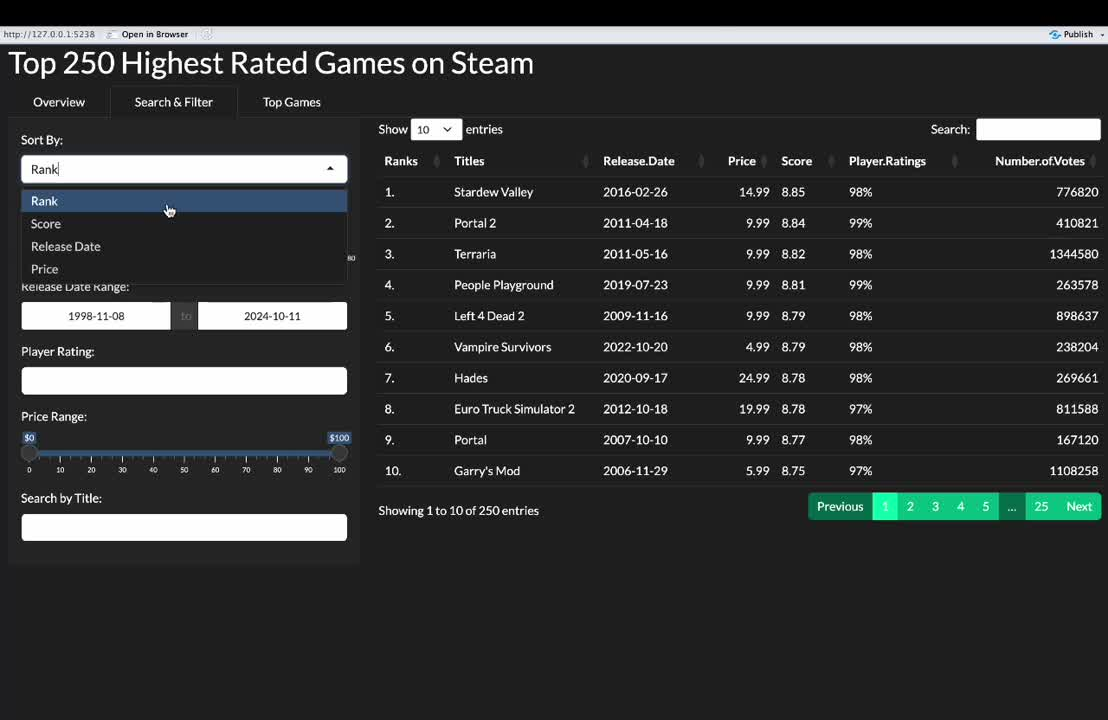 http://127.0.0.1:5238 Open in Browser Publish
Top 250 Highest Rated Games on Steam
Overview Search & Filter Top Games
Sort By:
Rank
Rank
Score
Release Date
Price
80
Release Date Range:
1998-11-08 to 2024-10-11
Player Rating:
Price Range:
$0 $100
0 10 20 30 40 50 60 70 80 90 100
Search by Title:
Show 10 entries Search:
Ranks Titles Release.Date Price Score Player.Ratings Number.of.Votes
1. Stardew Valley 2016-02-26 14.99 8.85 98% 776820
2. Portal 2 2011-04-18 9.99 8.84 99% 410821
3. Terraria 2011-05-16 9.99 8.82 98% 1344580
4. People Playground 2019-07-23 9.99 8.81 99% 263578
5. Left 4 Dead 2 2009-11-16 9.99 8.79 98% 898637
6. Vampire Survivors 2022-10-20 4.99 8.79 98% 238204
7. Hades 2020-09-17 24.99 8.78 98% 269661
8. Euro Truck Simulator 2 2012-10-18 19.99 8.78 97% 811588
9. Portal 2007-10-10 9.99 8.77 98% 167120
10. Garry's Mod 2006-11-29 5.99 8.75 97% 1108258
Showing 1 to 10 of 250 entries
Previous 1 2 3 4 5 ... 25 Next